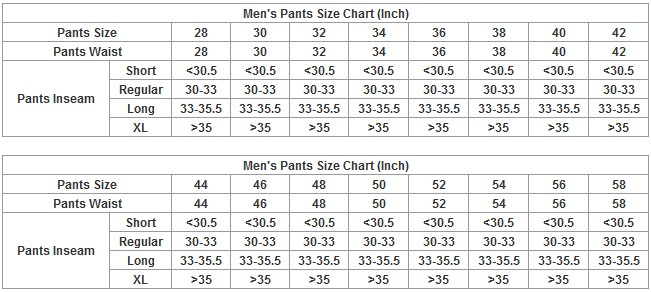 Men's Pants Size Chart (Inch)
Pants Size 28 30 32 34 36 38 40 42
Pants Waist 28 30 32 34 36 38 40 42
Pants Inseam
Short <30.5 <30.5 <30.5 <30.5 <30.5 <30.5 <30.5 <30.5
Regular 30-33 30-33 30-33 30-33 30-33 30-33 30-33 30-33
Long 33-35.5 33-35.5 33-35.5 33-35.5 33-35.5 33-35.5 33-35.5 33-35.5
XL >35 >35 >35 >35 >35 >35 >35 >35
Men's Pants Size Chart (Inch)
Pants Size 44 46 48 50 52 54 56 58
Pants Waist 44 46 48 50 52 54 56 58
Pants Inseam
Short <30.5 <30.5 <30.5 <30.5 <30.5 <30.5 <30.5 <30.5
Regular 30-33 30-33 30-33 30-33 30-33 30-33 30-33 30-33
Long 33-35.5 33-35.5 33-35.5 33-35.5 33-35.5 33-35.5 33-35.5 33-35.5
XL >35 >35 >35 >35 >35 >35 >35 >35